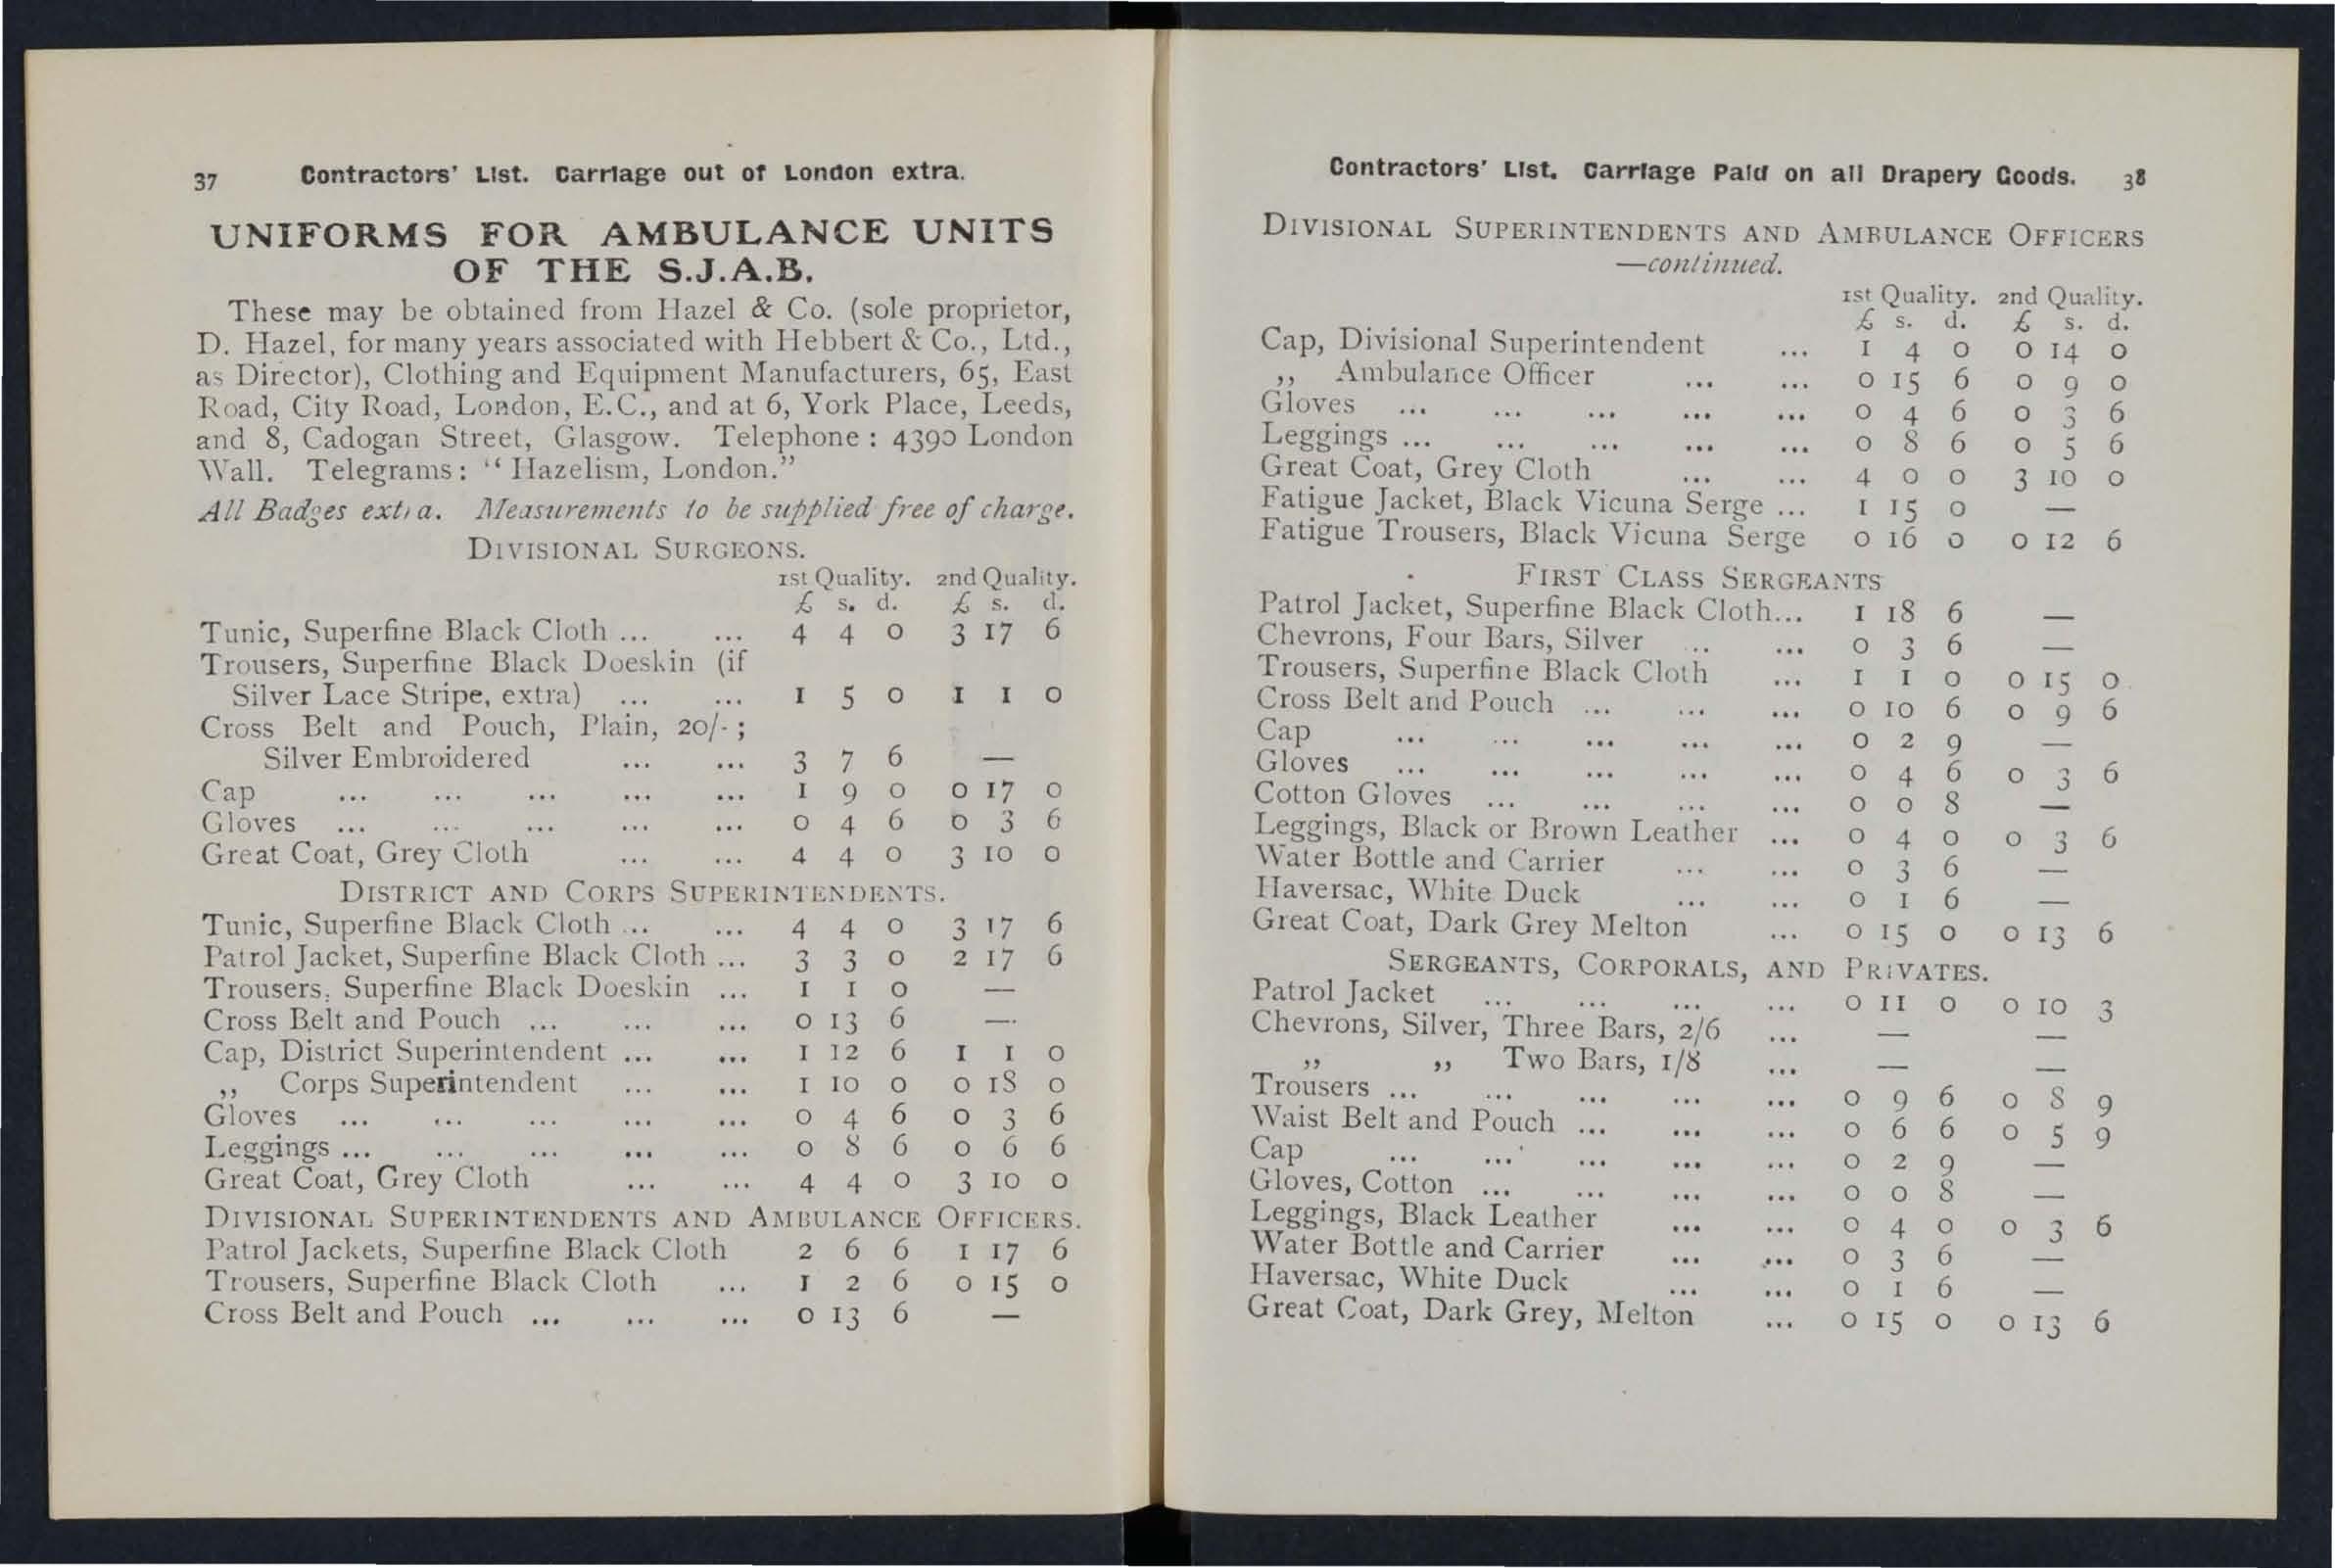 37 Contractors' List. Carriage out of London extra.
UNIFORMS FOR AMBULANCE UNITS
OF THE S.J.A.B.
These may be obtained from Hazel & Co. (sole proprietor,
D. Hazel, for many years associated with Hebbert & Co., Ltd.,
as Director), Clothing and Equipment Manufacturers, 65, East
Road, City Road, London, E.C., and at 6, York Place, Leeds,
and 8, Cadogan Street, Glasgow. Telephone: 4390 London
Wall. Telegrams: "Hazelism, London."
All Badges extra. Measurements to be supplied free of charge.
DIVISIONAL SURGEONS.
1st Quality. 2nd Quality.
£ s. d. £ s. d.
Tunic, Superfine Black Cloth ... ... 4 4 0 3 17 6
Trousers, Superfine Black Doeskin (if
Silver Lace Stripe, extra) ... ... 1 5 0 1 1 0
Cross Belt and Pouch, Plain, 20/-;
Silver Embroidered ... ... 3 7 6 —
Cap ... ... ... ... ... 1 9 0 0 17 0
Gloves ... ... ... ... ... 0 4 6 0 3 6
Great Coat, Grey Cloth ... ... 4 4 0 3 10 0
DISTRICT AND CORPS SUPERINTENDENTS.
Tunic, Superfine Black Cloth ... ... 4 4 0 3 17 6
Patrol Jacket, Superfine Black Cloth ... 3 3 0 2 17 6
Trousers, Superfine Black Doeskin ... 1 1 0 —
Cross Belt and Pouch ... ... ... 0 13 6 —
Cap, District Superintendent ... ... 1 12 6 1 1 0
,, Corps Superintendent ... ... 1 10 0 0 18 0
Gloves ... ... ... ... ... 0 4 6 0 3 6
Leggings ... ... ... ... ... 0 8 6 0 6 6
Great Coat, Grey Cloth ... ... 4 4 0 3 10 0
DIVISIONAL SUPERINTENDENTS AND AMBULANCE OFFICERS.
Patrol Jackets, Superfine Black Cloth 2 6 6 1 17 6
Trousers, Superfine Black Cloth ... 1 2 6 0 15 0
Cross Belt and Pouch ... ... ... 0 13 6 —
Contractors' List. Carriage Paid on all Drapery Goods. 38
DIVISIONAL SUPERINTENDENTS AND AMBULANCE OFFICERS
—continued.
1st Quality. 2nd Quality.
£ s. d. £ s. d.
Cap, Divisional Superintendent ... 1 4 0 0 14 0
,, Ambulance Officer ... ... 0 15 6 0 9 0
Gloves ... ... ... ... ... 0 4 6 0 3 6
Leggings ... ... ... ... ... 0 8 6 0 5 6
Great Coat, Grey Cloth ... ... 4 0 0 3 10 0
Fatigue Jacket, Black Vicuna Serge ... 1 15 0 —
Fatigue Trousers, Black Vicuna Serge 0 16 0 0 12 6
FIRST CLASS SERGEANTS
Patrol Jacket, Superfine Black Cloth... 1 18 6 —
Chevrons, Four Bars, Silver .. ... 0 3 6 —
Trousers, Superfine Black Cloth ... 1 1 0 0 15 0
Cross Belt and Pouch ... ... ... 0 10 6 0 9 6
Cap ... ... ... ... ... 0 2 9 —
Gloves ... ... ... ... ... 0 4 6 0 3 6
Cotton Gloves ... ... ... ... 0 0 8 —
Leggings, Black or Brown Leather ... 0 4 0 0 3 6
Water Bottle and Carrier ... ... 0 3 6 —
Haversac, White Duck ... ... 0 1 6 —
Great Coat, Dark Grey Melton ... 0 15 0 0 13 6
SERGEANTS, CORPORALS, AND PRIVATES.
Patrol Jacket ... ... ... ... 0 11 0 0 10 3
Chevrons, Silver, Three Bars, 2/6 ... — —
,, ,, Two Bars, 1/8 ... — —
Trousers ... ... ... ... ... 0 9 6 0 8 9
Waist Belt and Pouch ... ... ... 0 6 6 0 5 9
Cap ... ... ... ... ... 0 2 9 —
Gloves, Cotton ... ... ... ... 0 0 8 —
Leggings, Black Leather ... ... 0 4 0 0 3 6
Water Bottle and Carrier ... ... 0 3 6 —
Haversac, White Duck ... ... 0 1 6 —
Great Coat, Dark Grey, Melton ... 0 15 0 0 13 6